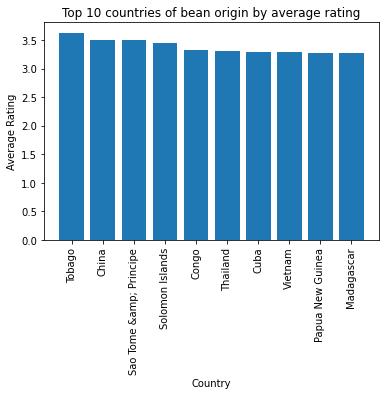 Top 10 countries of bean origin by average rating
Average Rating
3.5
3.0
2.5
2.0
1.5
1.0
0.5
0.0
Tobago
China
Sao Tome &amp;amp; Principe
Solomon Islands
Congo
Thailand
Cuba
Vietnam
Papua New Guinea
Madagascar
Country